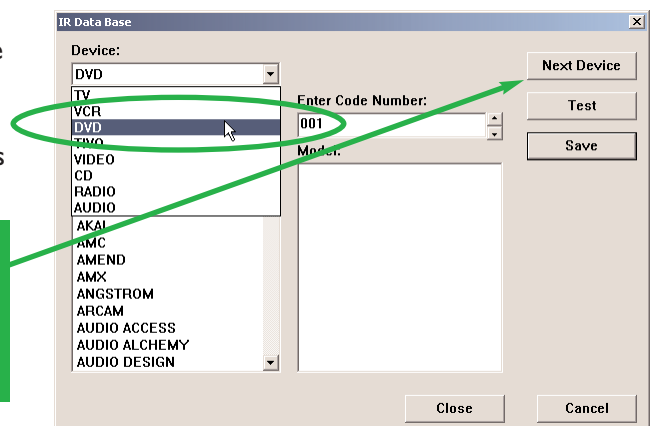 IR Data Base
Device:
DVD
TV
VCR
DVD
TIVO
VIDEO
CD
RADIO
AUDIO
AKAI
AMC
AMEND
AMX
ANGSTROM
ARCAM
AUDIO ACCESS
AUDIO ALCHEMY
AUDIO DESIGN
Enter Code Number:
001
Model:
Next Device
Test
Save
Close
Cancel
e
s